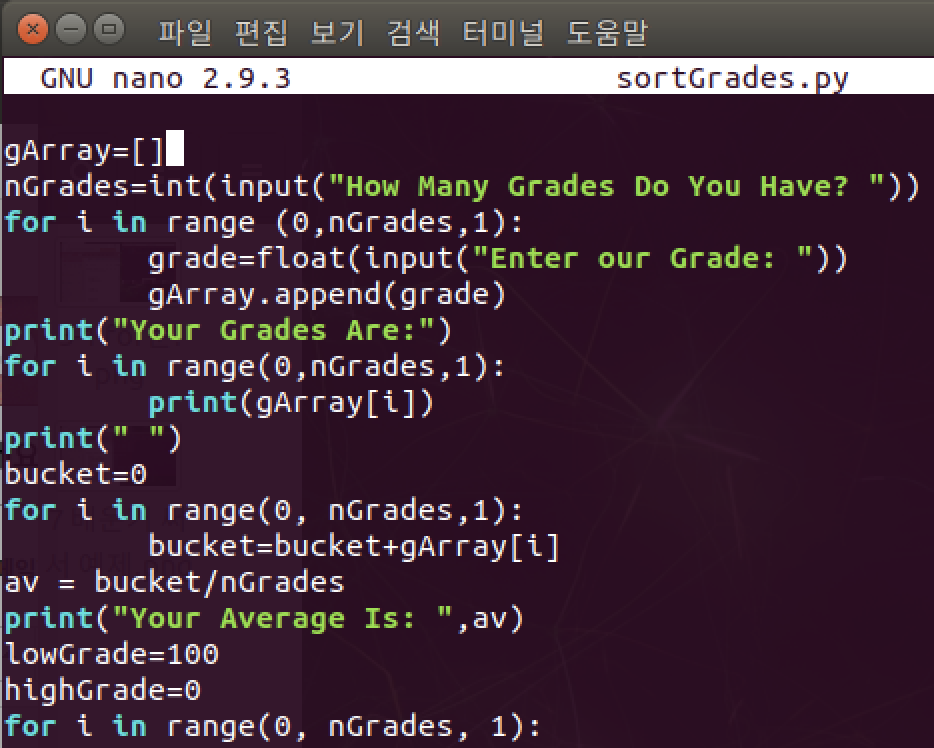 파일 편집 보기 검색 터미널 도움말
GNU nano 2.9.3 sortGrades.py
gArray=[]
nGrades=int(input("How Many Grades Do You Have? "))
for i in range (0,nGrades,1):
        grade=float(input("Enter our Grade: "))
        gArray.append(grade)
print("Your Grades Are:")
for i in range(0,nGrades,1):
        print(gArray[i])
print(" ")
bucket=0
for i in range(0, nGrades,1):
        bucket=bucket+gArray[i]
av = bucket/nGrades
print("Your Average Is: ",av)
lowGrade=100
highGrade=0
for i in range(0, nGrades, 1):